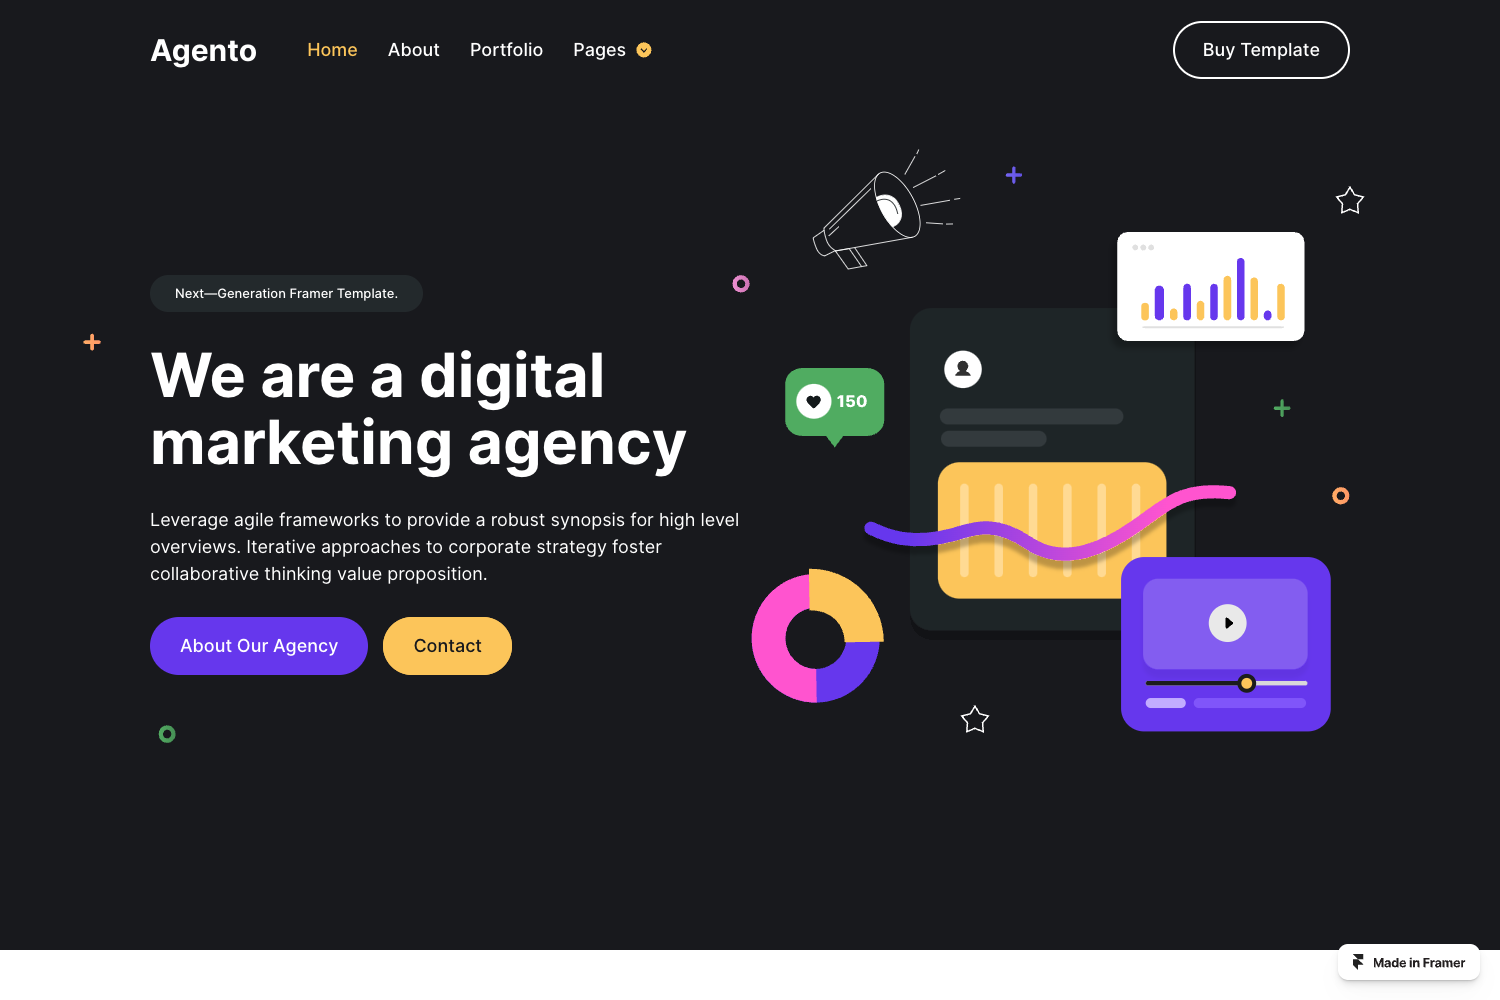 Agento
Home
About
Portfolio
Pages
Buy Template
Next—Generation Framer Template.
We are a digital
marketing agency
Leverage agile frameworks to provide a robust synopsis for high level
overviews. Iterative approaches to corporate strategy foster
collaborative thinking value proposition.
About Our Agency
Contact
150
Made in Framer